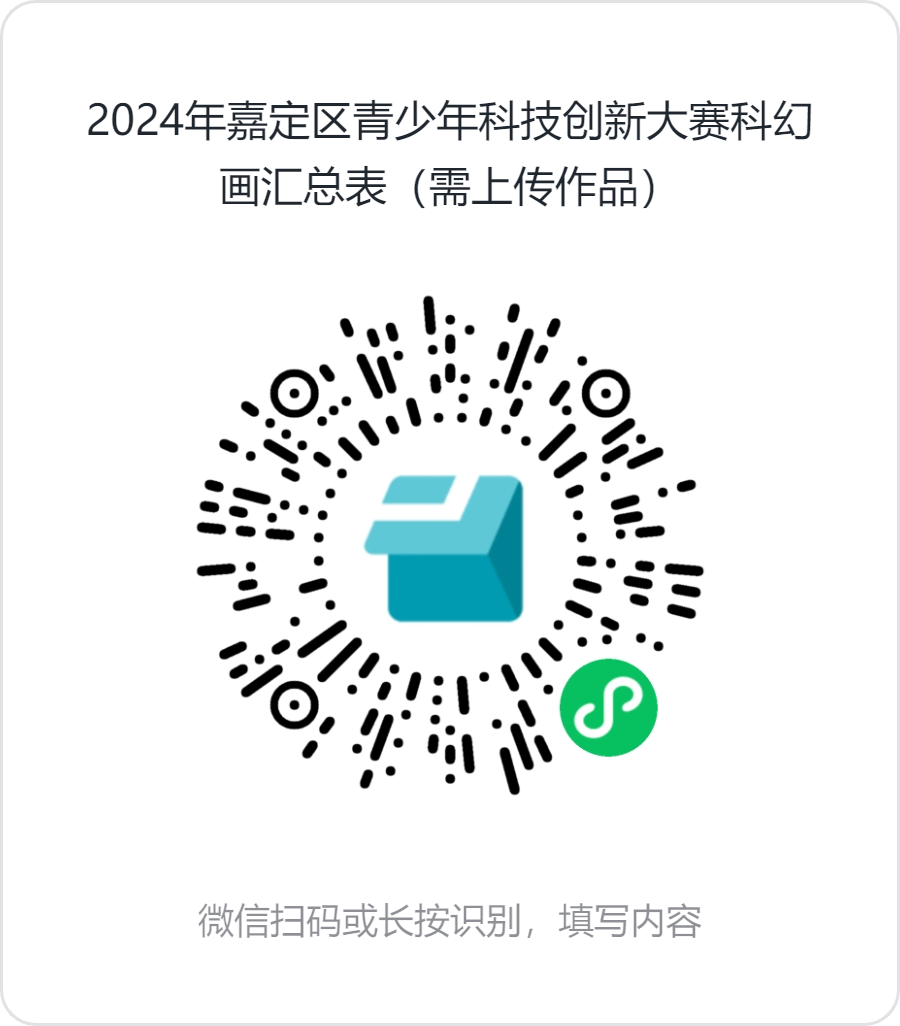 2024年嘉定区青少年科技创新大赛科幻
画汇总表（需上传作品）
微信扫码或长按识别，填写内容